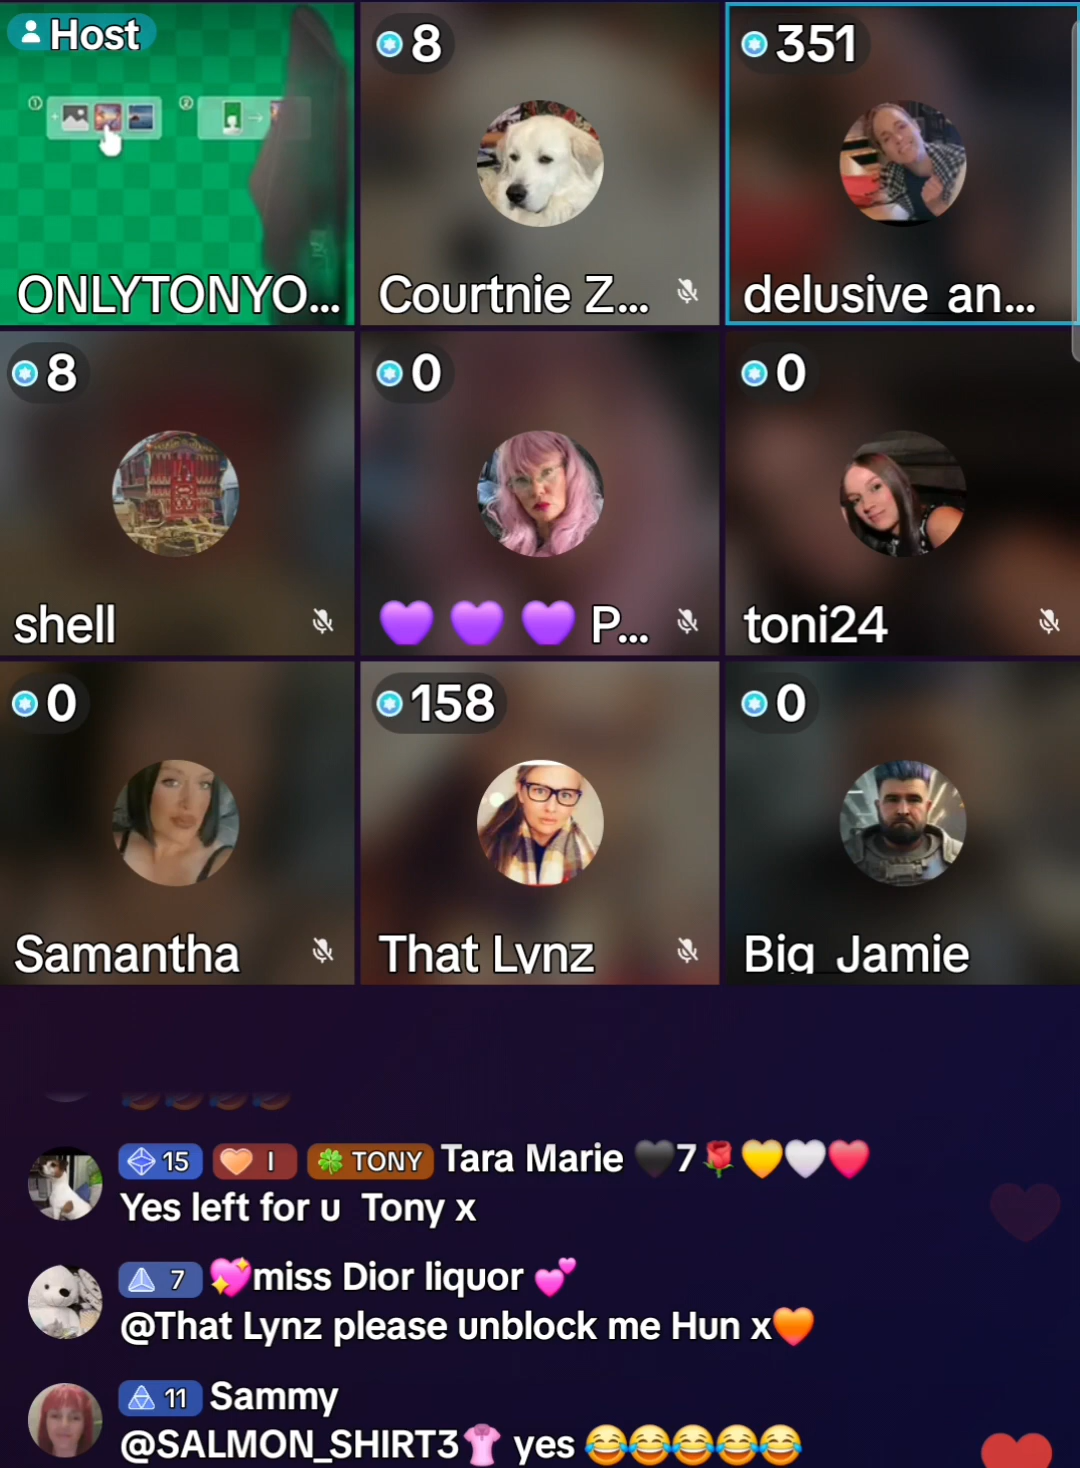 Host
8
351
ONLYTONYO...
Courtnie Z...
delusive an...
8
0
0
shell
💜 💜 💜 P...
toni24
0
158
0
Samantha
That Lynz
Big Jamie
15 I TONY Tara Marie 🖤7🌹💛🤍❤️
Yes left for u Tony x
7 💖miss Dior liquor 💕
@That Lynz please unblock me Hun x🧡
11 Sammy
@SALMON_SHIRT3👚 yes 😂😂😂😂😂